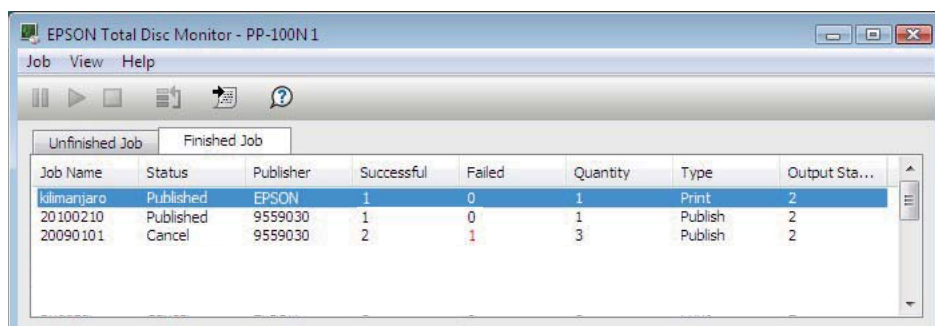 EPSON Total Disc Monitor - PP-100N 1
Job View Help
Unfinished Job Finished Job
Job Name Status Publisher Successful Failed Quantity Type Output Sta...
kilimanjaro Published EPSON 1 0 1 Print 2
20100210 Published 9559030 1 0 1 Publish 2
20090101 Cancel 9559030 2 1 3 Publish 2